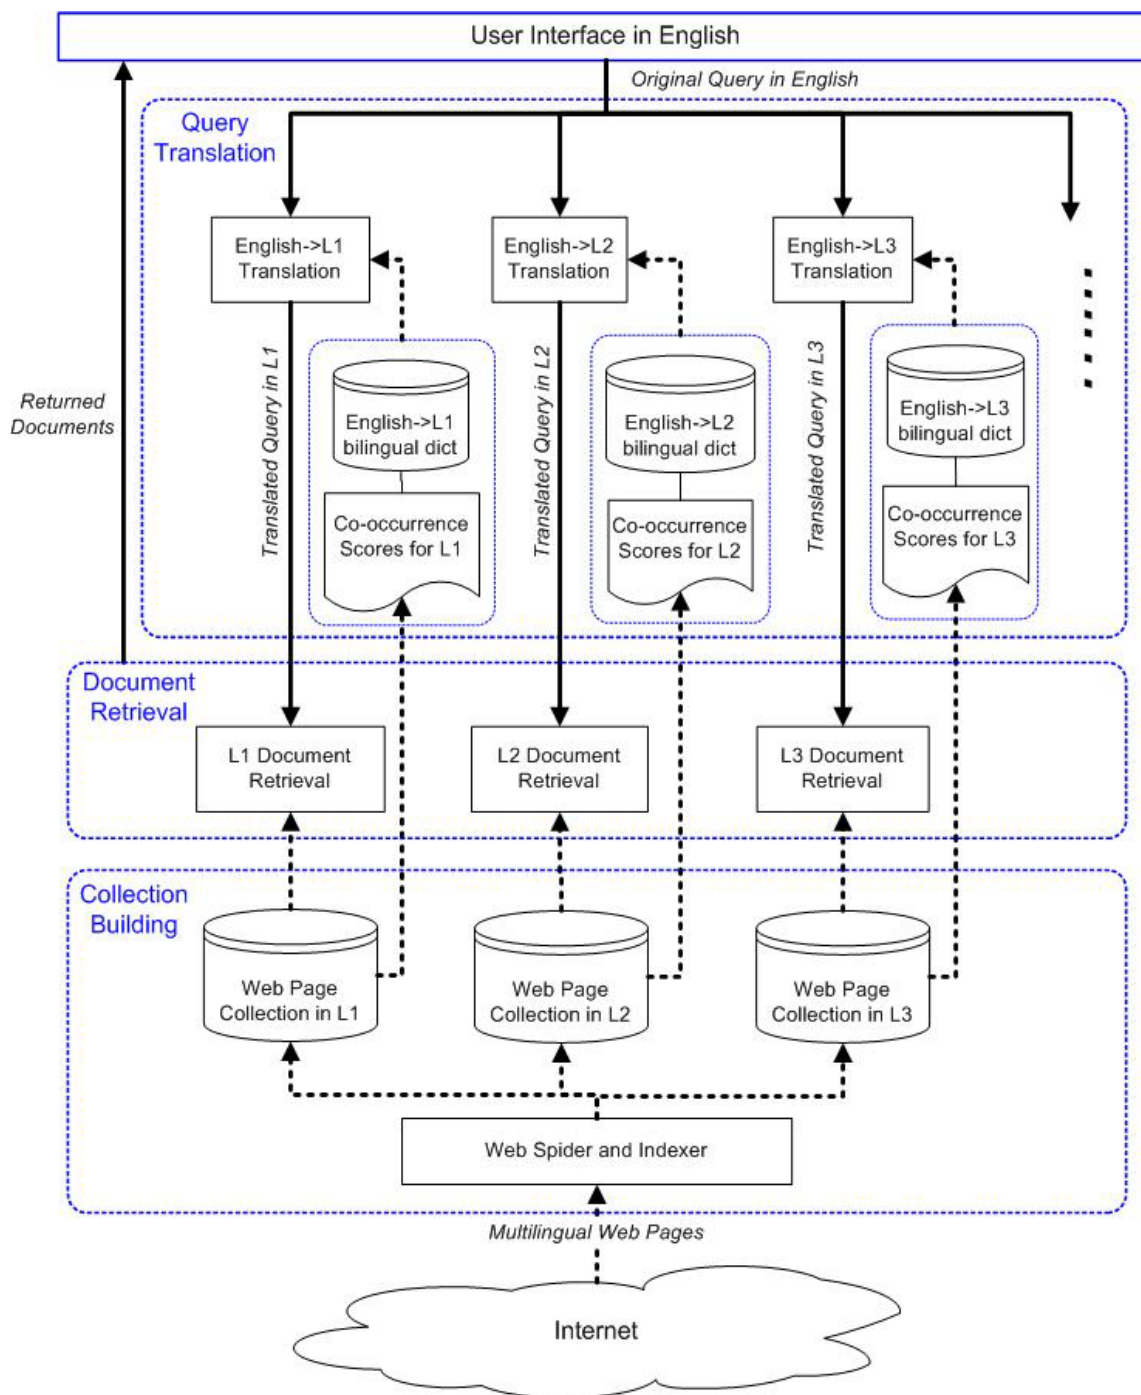 User Interface in English
Original Query in English
Query
Translation
English->L1
Translation
English->L2
Translation
English->L3
Translation
Translated Query in L1
Translated Query in L2
Translated Query in L3
English->L1
bilingual dict
English->L2
bilingual dict
English->L3
bilingual dict
Returned
Documents
Co-occurrence
Scores for L1
Co-occurrence
Scores for L2
Co-occurrence
Scores for L3
Document
Retrieval
L1 Document
Retrieval
L2 Document
Retrieval
L3 Document
Retrieval
Collection
Building
Web Page
Collection in L1
Web Page
Collection in L2
Web Page
Collection in L3
Web Spider and Indexer
Multilingual Web Pages
Internet